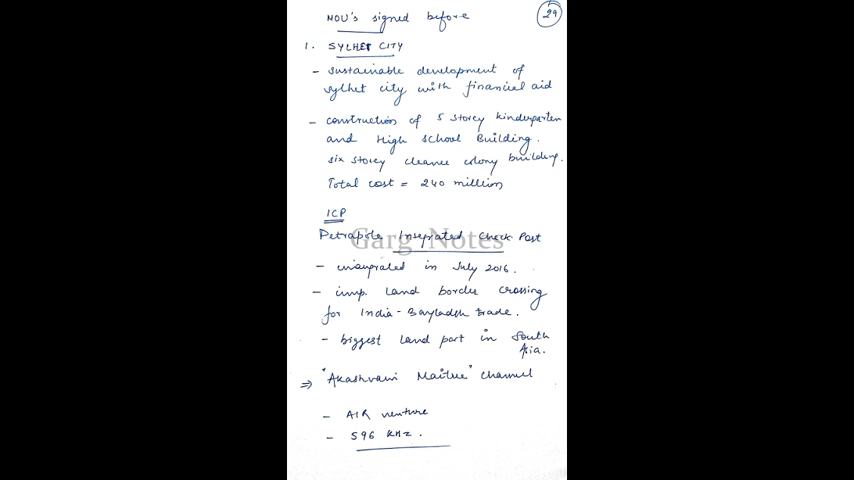 MOU's signed before
29
1. SYLHET CITY
- sustainable development of
sylhet city with financial aid
- construction of 5 storey kinderparten
and High School Building.
six storey cleaner colony building.
Total cost = 240 million
ICP
Petrapole Integrated Check Post
Garg Notes
- inaugrated in July 2016.
- imp. Land border crossing
for India - Bangladsh trade.
- biggest land port in South
Asia.
⇒ "Akashvani Maitree" channel
- AIR venture
- 596 KHz.